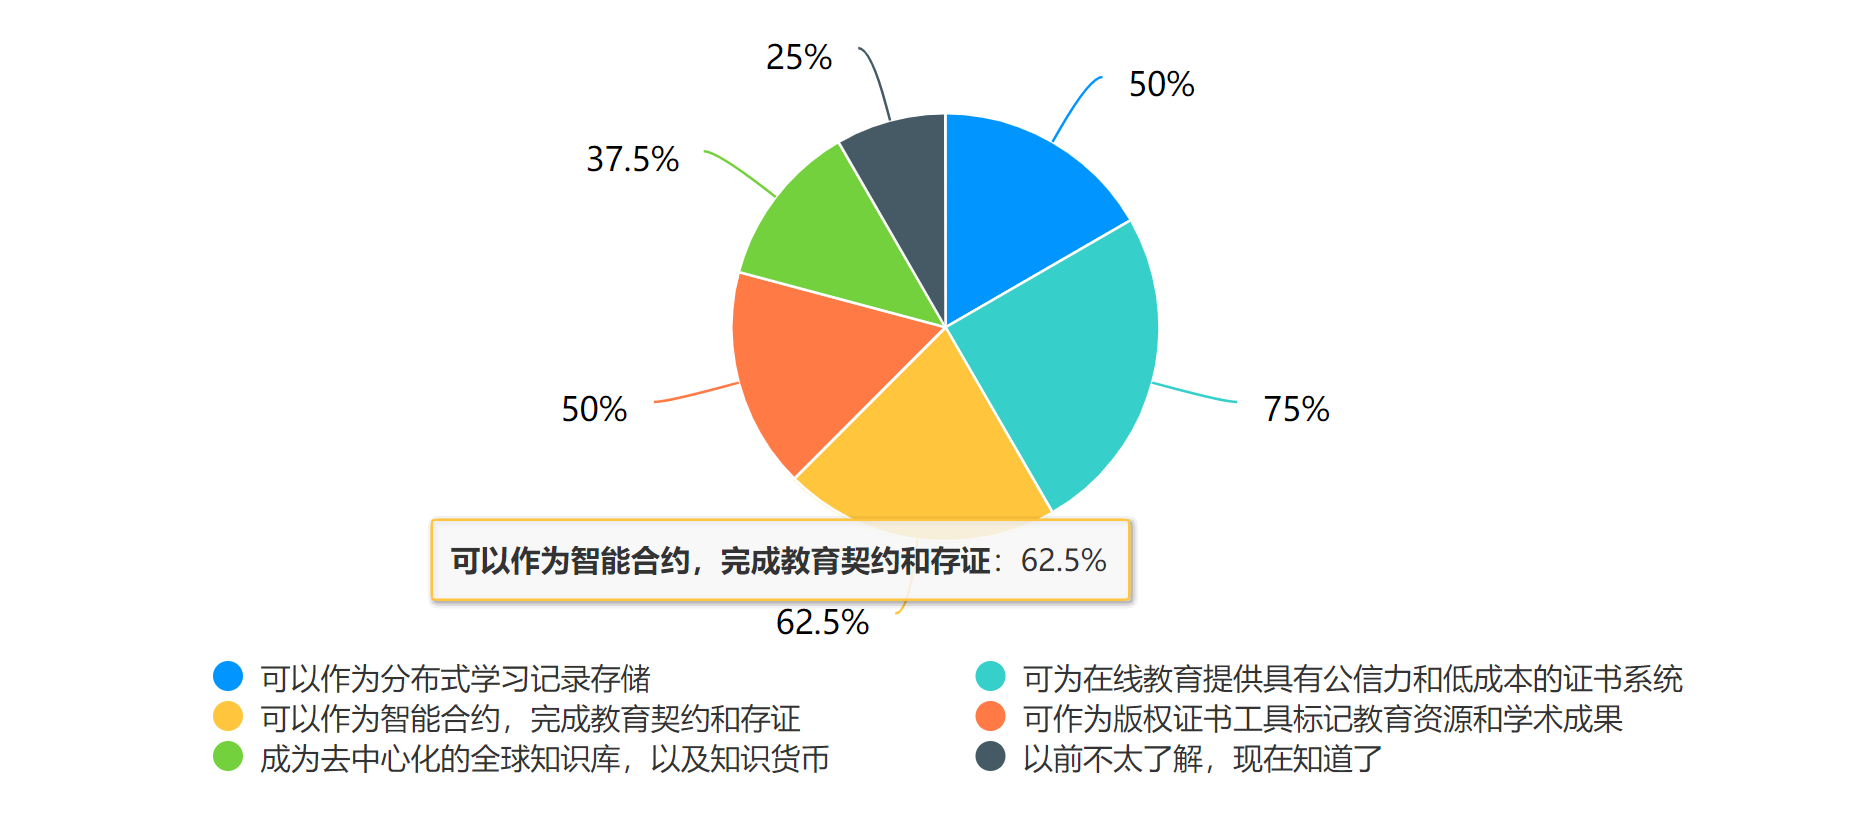 25%
50%
37.5%
50%
75%
可以作为智能合约，完成教育契约和存证：62.5%
62.5%
可以作为分布式学习记录存储
可为在线教育提供具有公信力和低成本的证书系统
可以作为智能合约，完成教育契约和存证
可作为版权证书工具标记教育资源和学术成果
成为去中心化的全球知识库，以及知识货币
以前不太了解，现在知道了